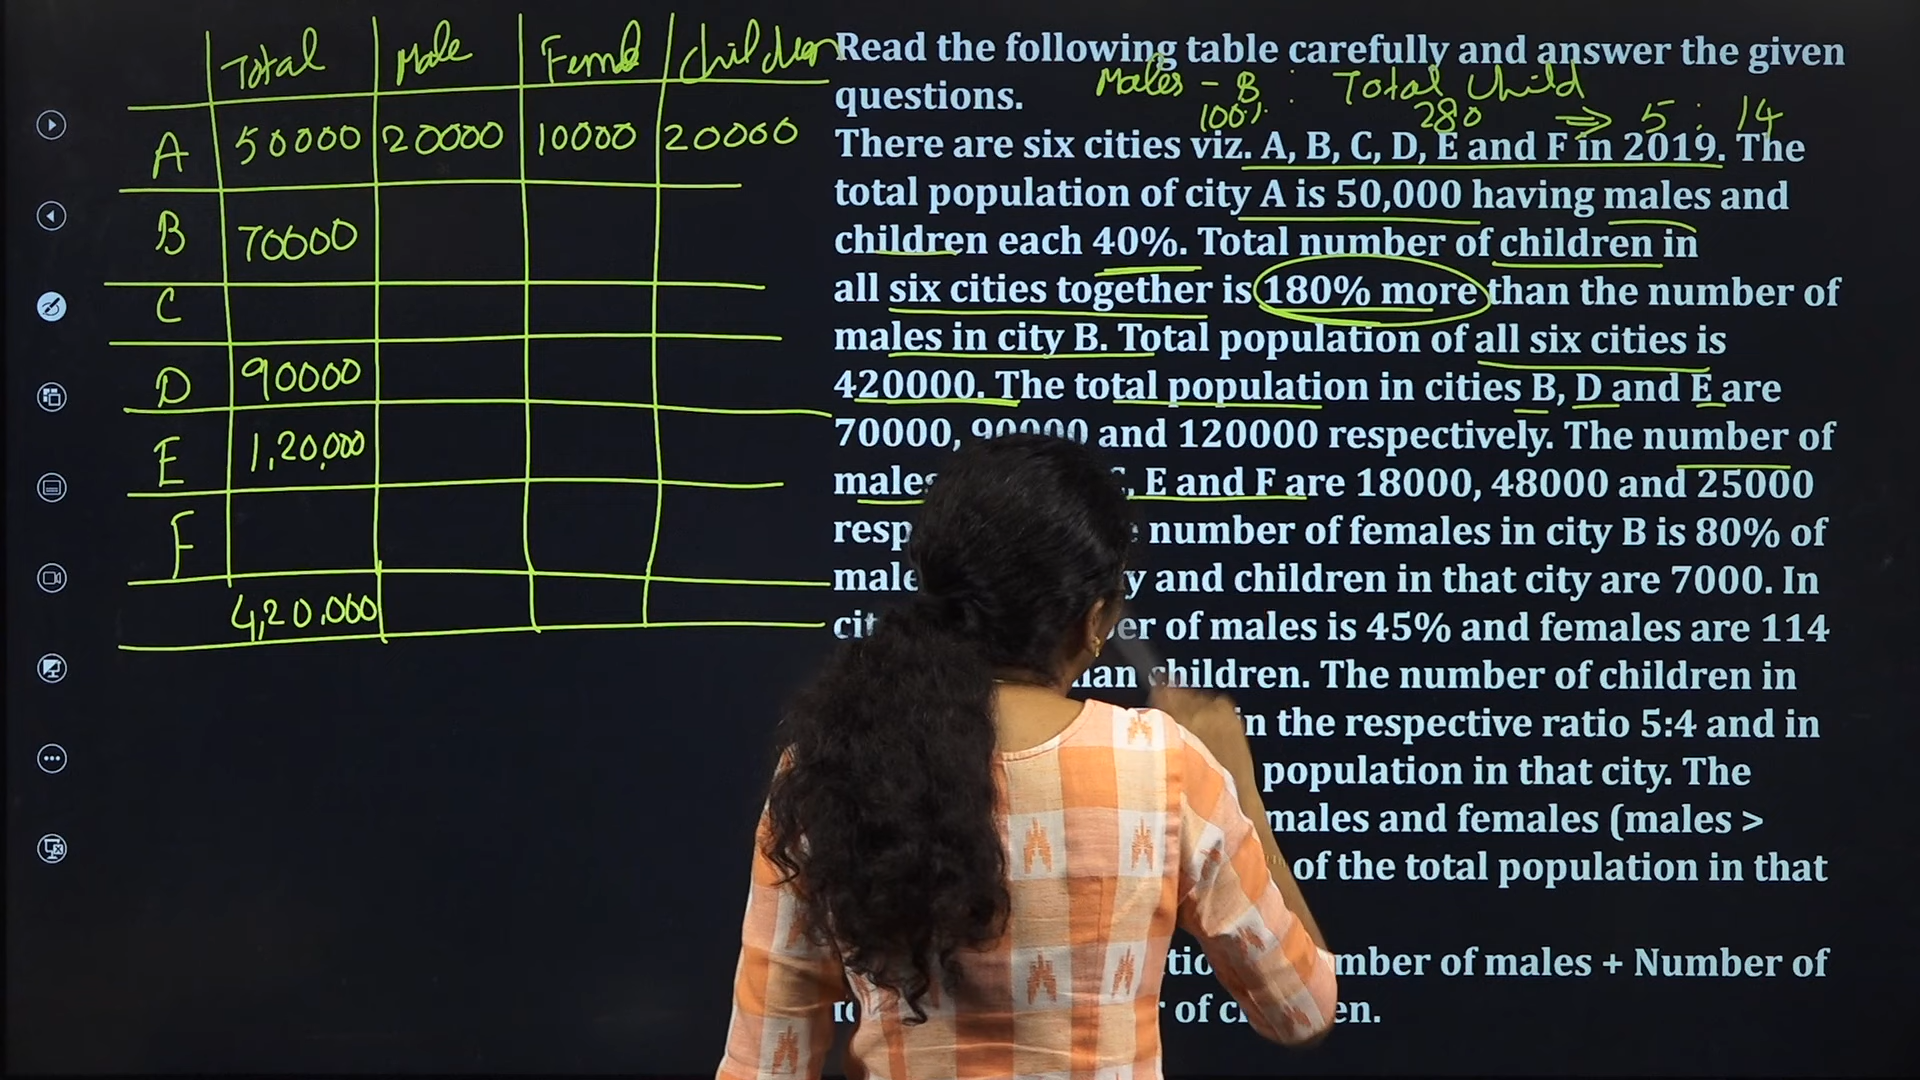 Total Male Female Children
A 50000 20000 10000 20000
B 70000
C
D 90000
E 1,20,000
F
4,20,000
Read the following table carefully and answer the given
Males - B : Total Child
questions.
100% 280 ⇒ 5 : 14
There are six cities viz. A, B, C, D, E and F in 2019. The
total population of city A is 50,000 having males and
children each 40%. Total number of children in
all six cities together is 180% more than the number of
males in city B. Total population of all six cities is
420000. The total population in cities B, D and E are
70000, 90000 and 120000 respectively. The number of
males E and F are 18000, 48000 and 25000
number of females in city B is 80% of
and children in that city are 7000. In
of males is 45% and females are 114
children. The number of children in
in the respective ratio 5:4 and in
population in that city. The
males and females (males >
of the total population in that
of males + Number of
of